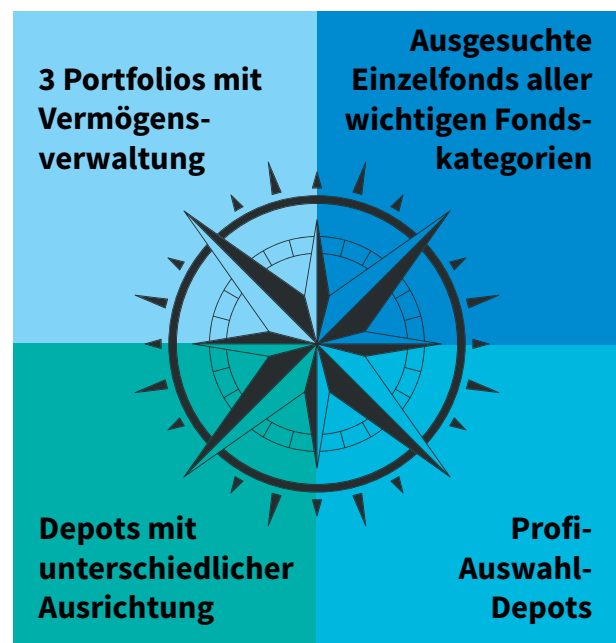 3 Portfolios mit
Vermögens-
verwaltung
Ausgesuchte
Einzelfonds aller
wichtigen Fonds-
kategorien
Depots mit
unterschiedlicher
Ausrichtung
Profi-
Auswahl-
Depots